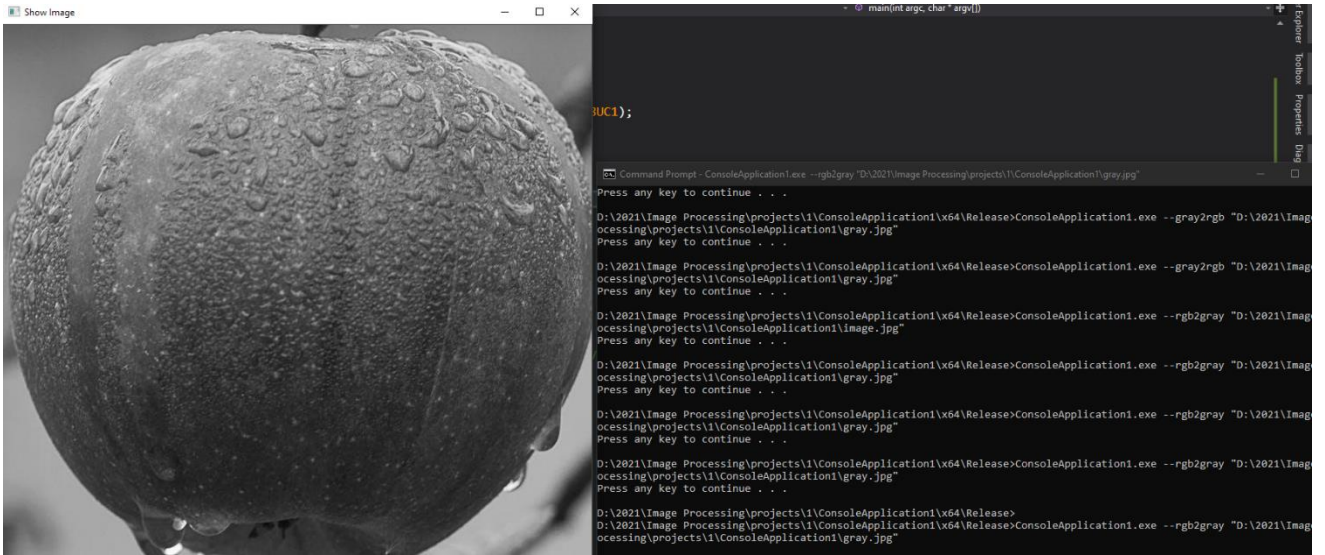 Show Image
main(int argc, char * argv[])
BUC1);
Explorer
Toolbox
Properties
Diag
Command Prompt - ConsoleApplication1.exe --rgb2gray "D:\2021\Image Processing\projects\1\ConsoleApplication1\gray.jpg"
Press any key to continue . . .
D:\2021\Image Processing\projects\1\ConsoleApplication1\x64\Release>ConsoleApplication1.exe --gray2rgb "D:\2021\Imag
ocessing\projects\1\ConsoleApplication1\gray.jpg"
Press any key to continue . . .
D:\2021\Image Processing\projects\1\ConsoleApplication1\x64\Release>ConsoleApplication1.exe --gray2rgb "D:\2021\Imag
ocessing\projects\1\ConsoleApplication1\gray.jpg"
Press any key to continue . . .
D:\2021\Image Processing\projects\1\ConsoleApplication1\x64\Release>ConsoleApplication1.exe --rgb2gray "D:\2021\Imag
ocessing\projects\1\ConsoleApplication1\image.jpg"
Press any key to continue . . .
D:\2021\Image Processing\projects\1\ConsoleApplication1\x64\Release>ConsoleApplication1.exe --rgb2gray "D:\2021\Imag
ocessing\projects\1\ConsoleApplication1\gray.jpg"
Press any key to continue . . .
D:\2021\Image Processing\projects\1\ConsoleApplication1\x64\Release>ConsoleApplication1.exe --rgb2gray "D:\2021\Imag
ocessing\projects\1\ConsoleApplication1\gray.jpg"
Press any key to continue . . .
D:\2021\Image Processing\projects\1\ConsoleApplication1\x64\Release>ConsoleApplication1.exe --rgb2gray "D:\2021\Imag
ocessing\projects\1\ConsoleApplication1\gray.jpg"
Press any key to continue . . .
D:\2021\Image Processing\projects\1\ConsoleApplication1\x64\Release>
D:\2021\Image Processing\projects\1\ConsoleApplication1\x64\Release>ConsoleApplication1.exe --rgb2gray "D:\2021\Imag
ocessing\projects\1\ConsoleApplication1\gray.jpg"